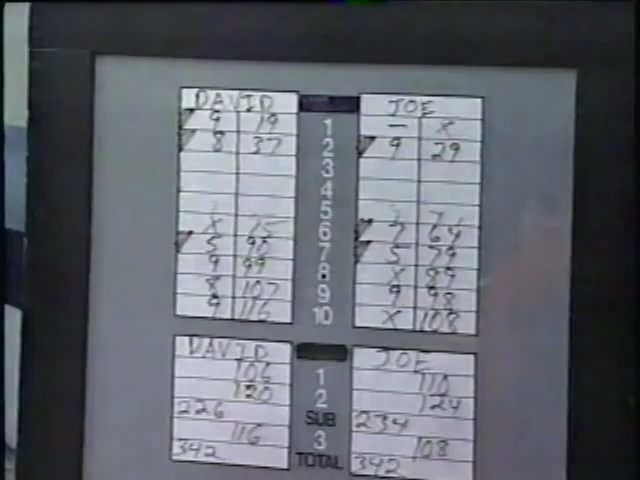 DAVID JOE
9 19 1 — X
8 37 2 9 29
3
4
5
X 75 6 7 64
5 90 7 5 79
9 99 8 X 89
8 107 9 9 98
9 116 10 X 108
DAVID JOE
106 1 110
120 2 124
226 SUB 234
116 3 108
342 TOTAL 342